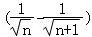 (1/√n - 1/√(n+1))